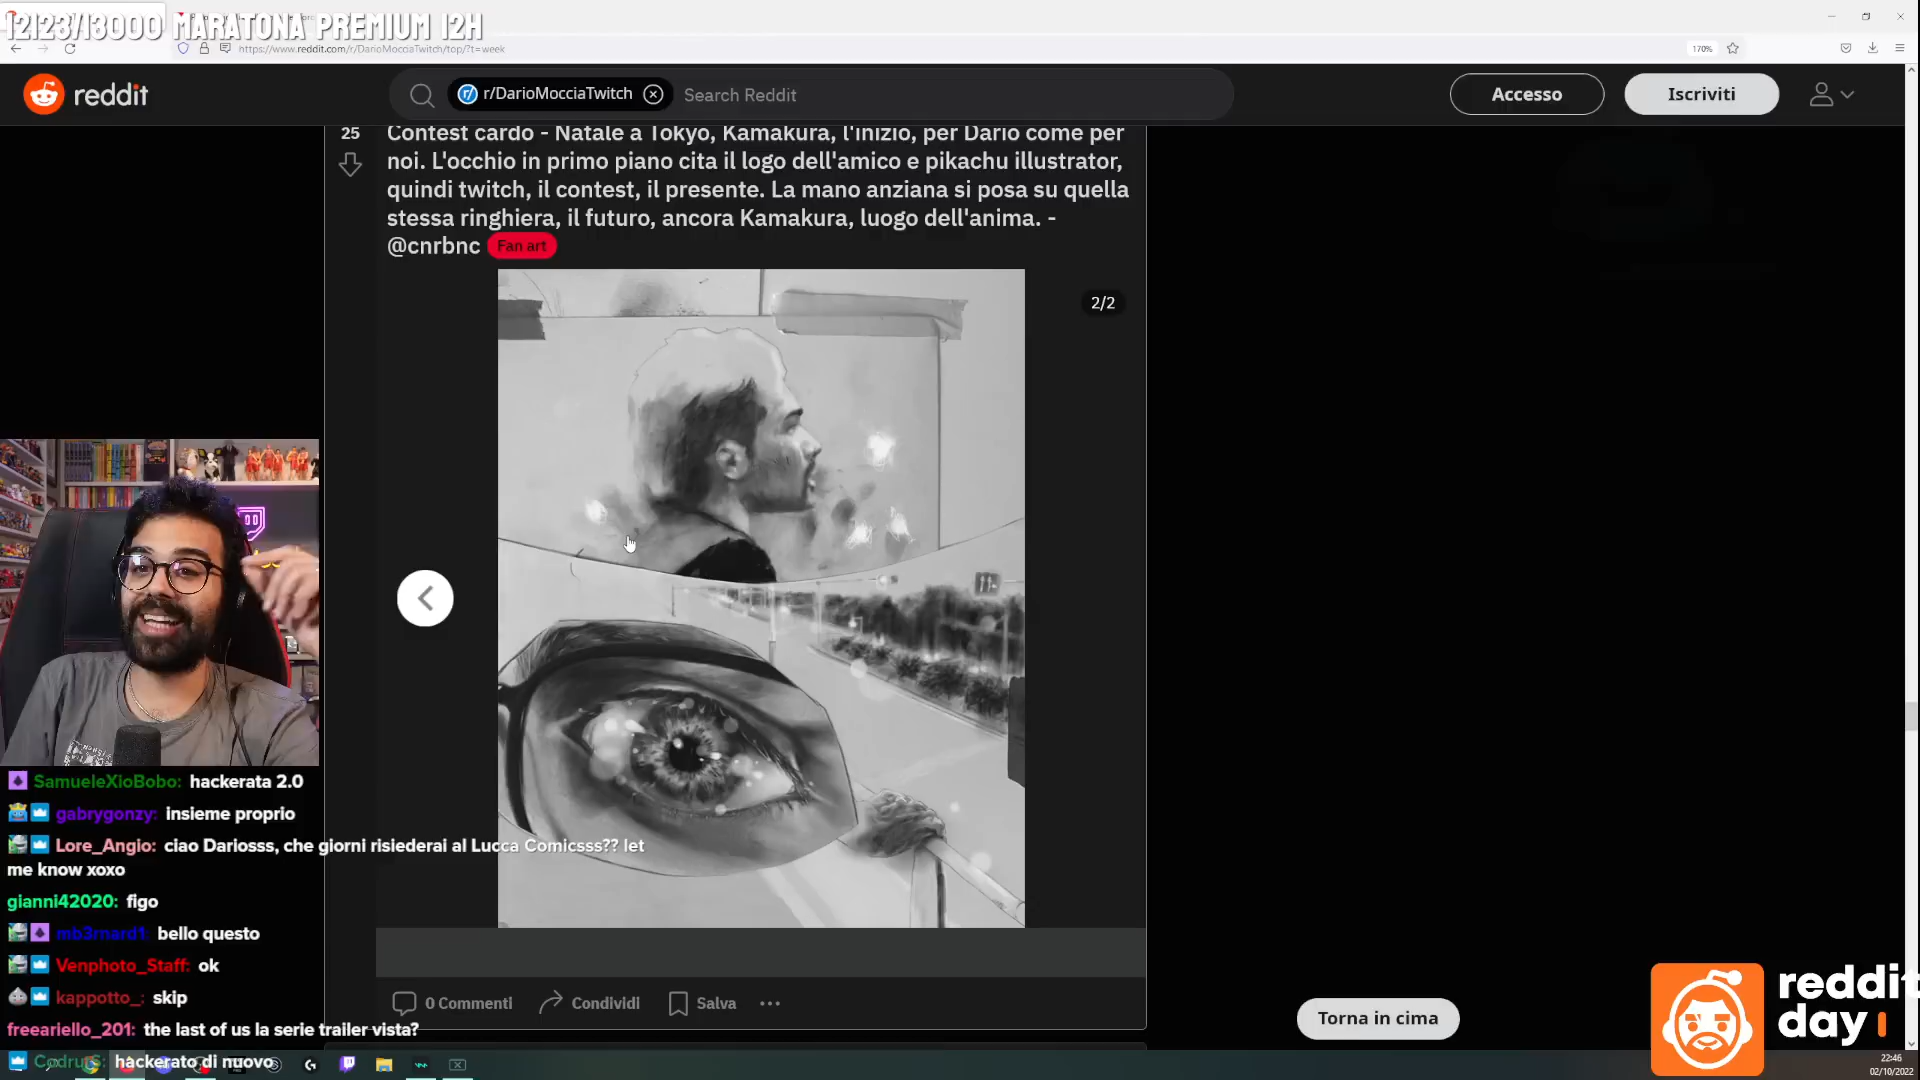 12123/13000 MARATONA PREMIUM 12H
https://www.reddit.com/r/DarioMocciaTwitch/top/?t=week
170%
reddit
r/DarioMocciaTwitch
Search Reddit
Accesso
Iscriviti
25
Contest cardo - Natale a Tokyo, Kamakura, l'inizio, per Dario come per
noi. L'occhio in primo piano cita il logo dell'amico e pikachu illustrator,
quindi twitch, il contest, il presente. La mano anziana si posa su quella
stessa ringhiera, il futuro, ancora Kamakura, luogo dell'anima. -
@cnrbnc Fan art
2/2
SamueleXioBobo: hackerata 2.0
gabrygonzy: insieme proprio
Lore_Angio: ciao Dariosss, che giorni risiederai al Lucca Comicsss?? let
me know xoxo
gianni42020: figo
mb3rnard1: bello questo
Venphoto_Staff: ok
kappotto_: skip
freeariello_201: the last of us la serie trailer vista?
hackerato di nuovo
0 Commenti
Condividi
Salva
Torna in cima
reddit
day
22:46
02/10/2022